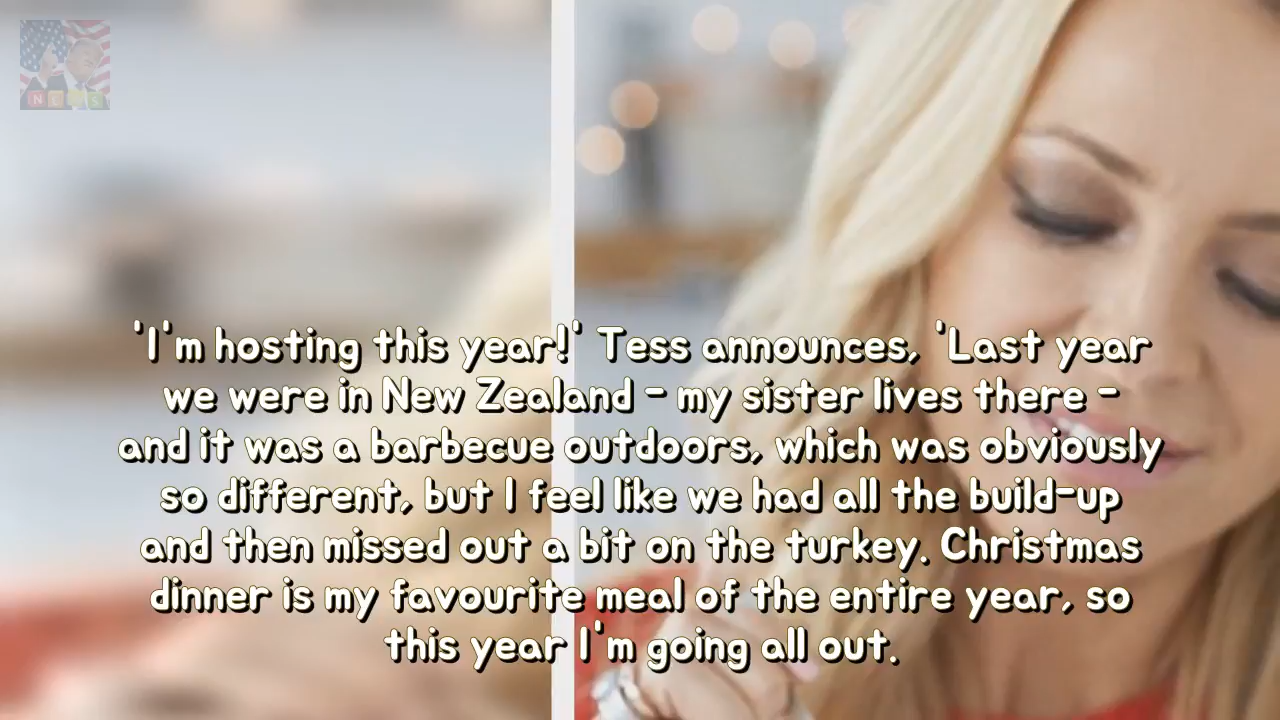 NEWS
'I'm hosting this year!' Tess announces, 'Last year
we were in New Zealand - my sister lives there -
and it was a barbecue outdoors, which was obviously
so different, but I feel like we had all the build-up
and then missed out a bit on the turkey. Christmas
dinner is my favourite meal of the entire year, so
this year I'm going all out.